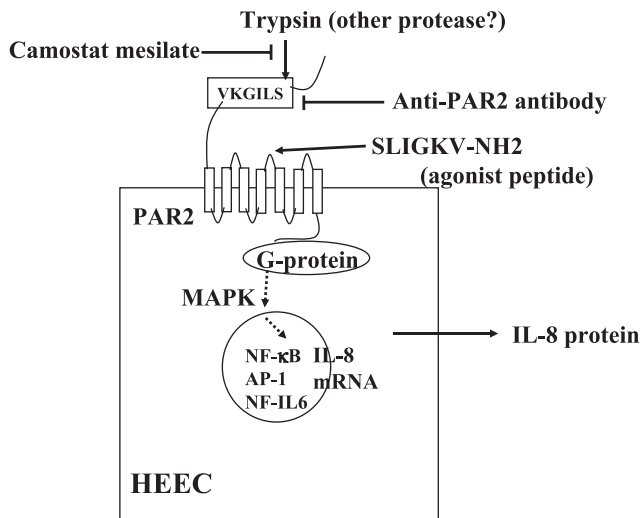 Trypsin (other protease?)
Camostat mesilate
VKGILS
Anti-PAR2 antibody
SLIGKV-NH2
(agonist peptide)
PAR2
G-protein
MAPK
IL-8 protein
NF-κB IL-8
AP-1 mRNA
NF-IL6
HEEC